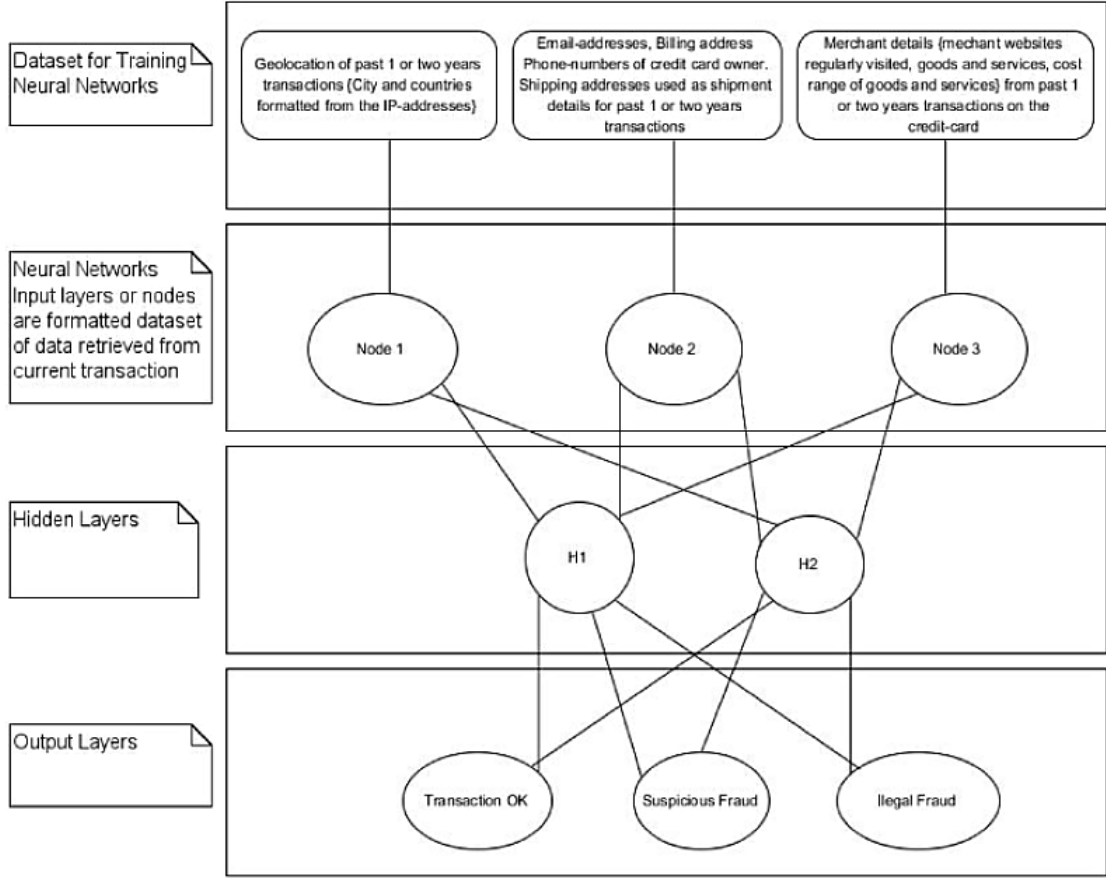 Dataset for Training
Neural Networks
Geolocation of past 1 or two years
transactions {City and countries
formatted from the IP-addresses}
Email-addresses, Billing address
Phone-numbers of credit card owner.
Shipping addresses used as shipment
details for past 1 or two years
transactions
Merchant details {mechant websites
regularly visited, goods and services, cost
range of goods and services} from past 1
or two years transactions on the
credit-card
Neural Networks
Input layers or nodes
are formatted dataset
of data retrieved from
current transaction
Node 1
Node 2
Node 3
Hidden Layers
H1
H2
Output Layers
Transaction OK
Suspicious Fraud
Ilegal Fraud